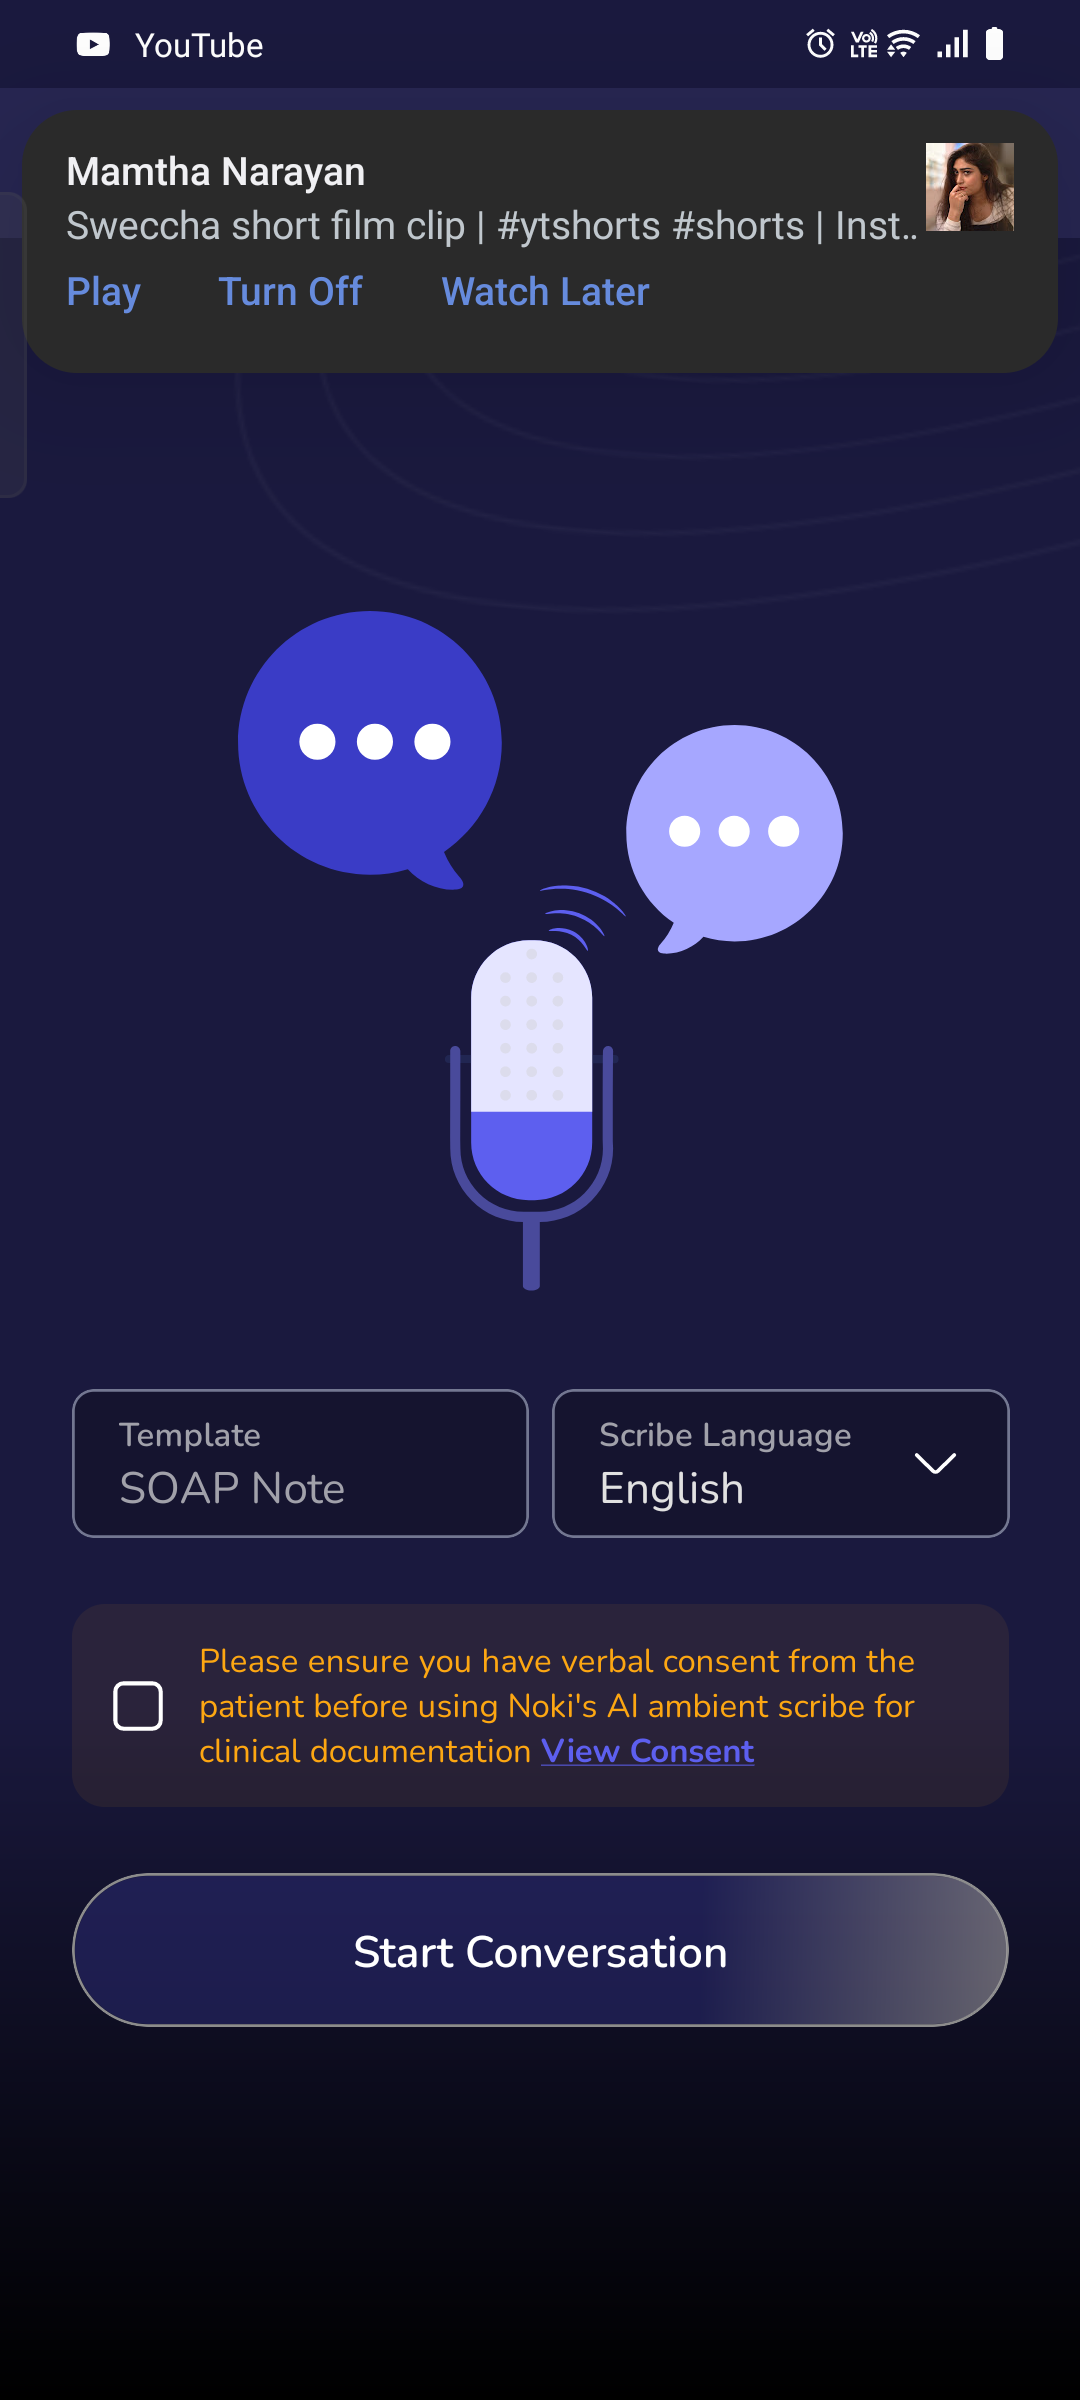 YouTube
Vo) LTE
Mamtha Narayan
Sweccha short film clip | #ytshorts #shorts | Inst..
Play Turn Off Watch Later
Template
SOAP Note
Scribe Language
English
Please ensure you have verbal consent from the
patient before using Noki's AI ambient scribe for
clinical documentation View Consent
Start Conversation